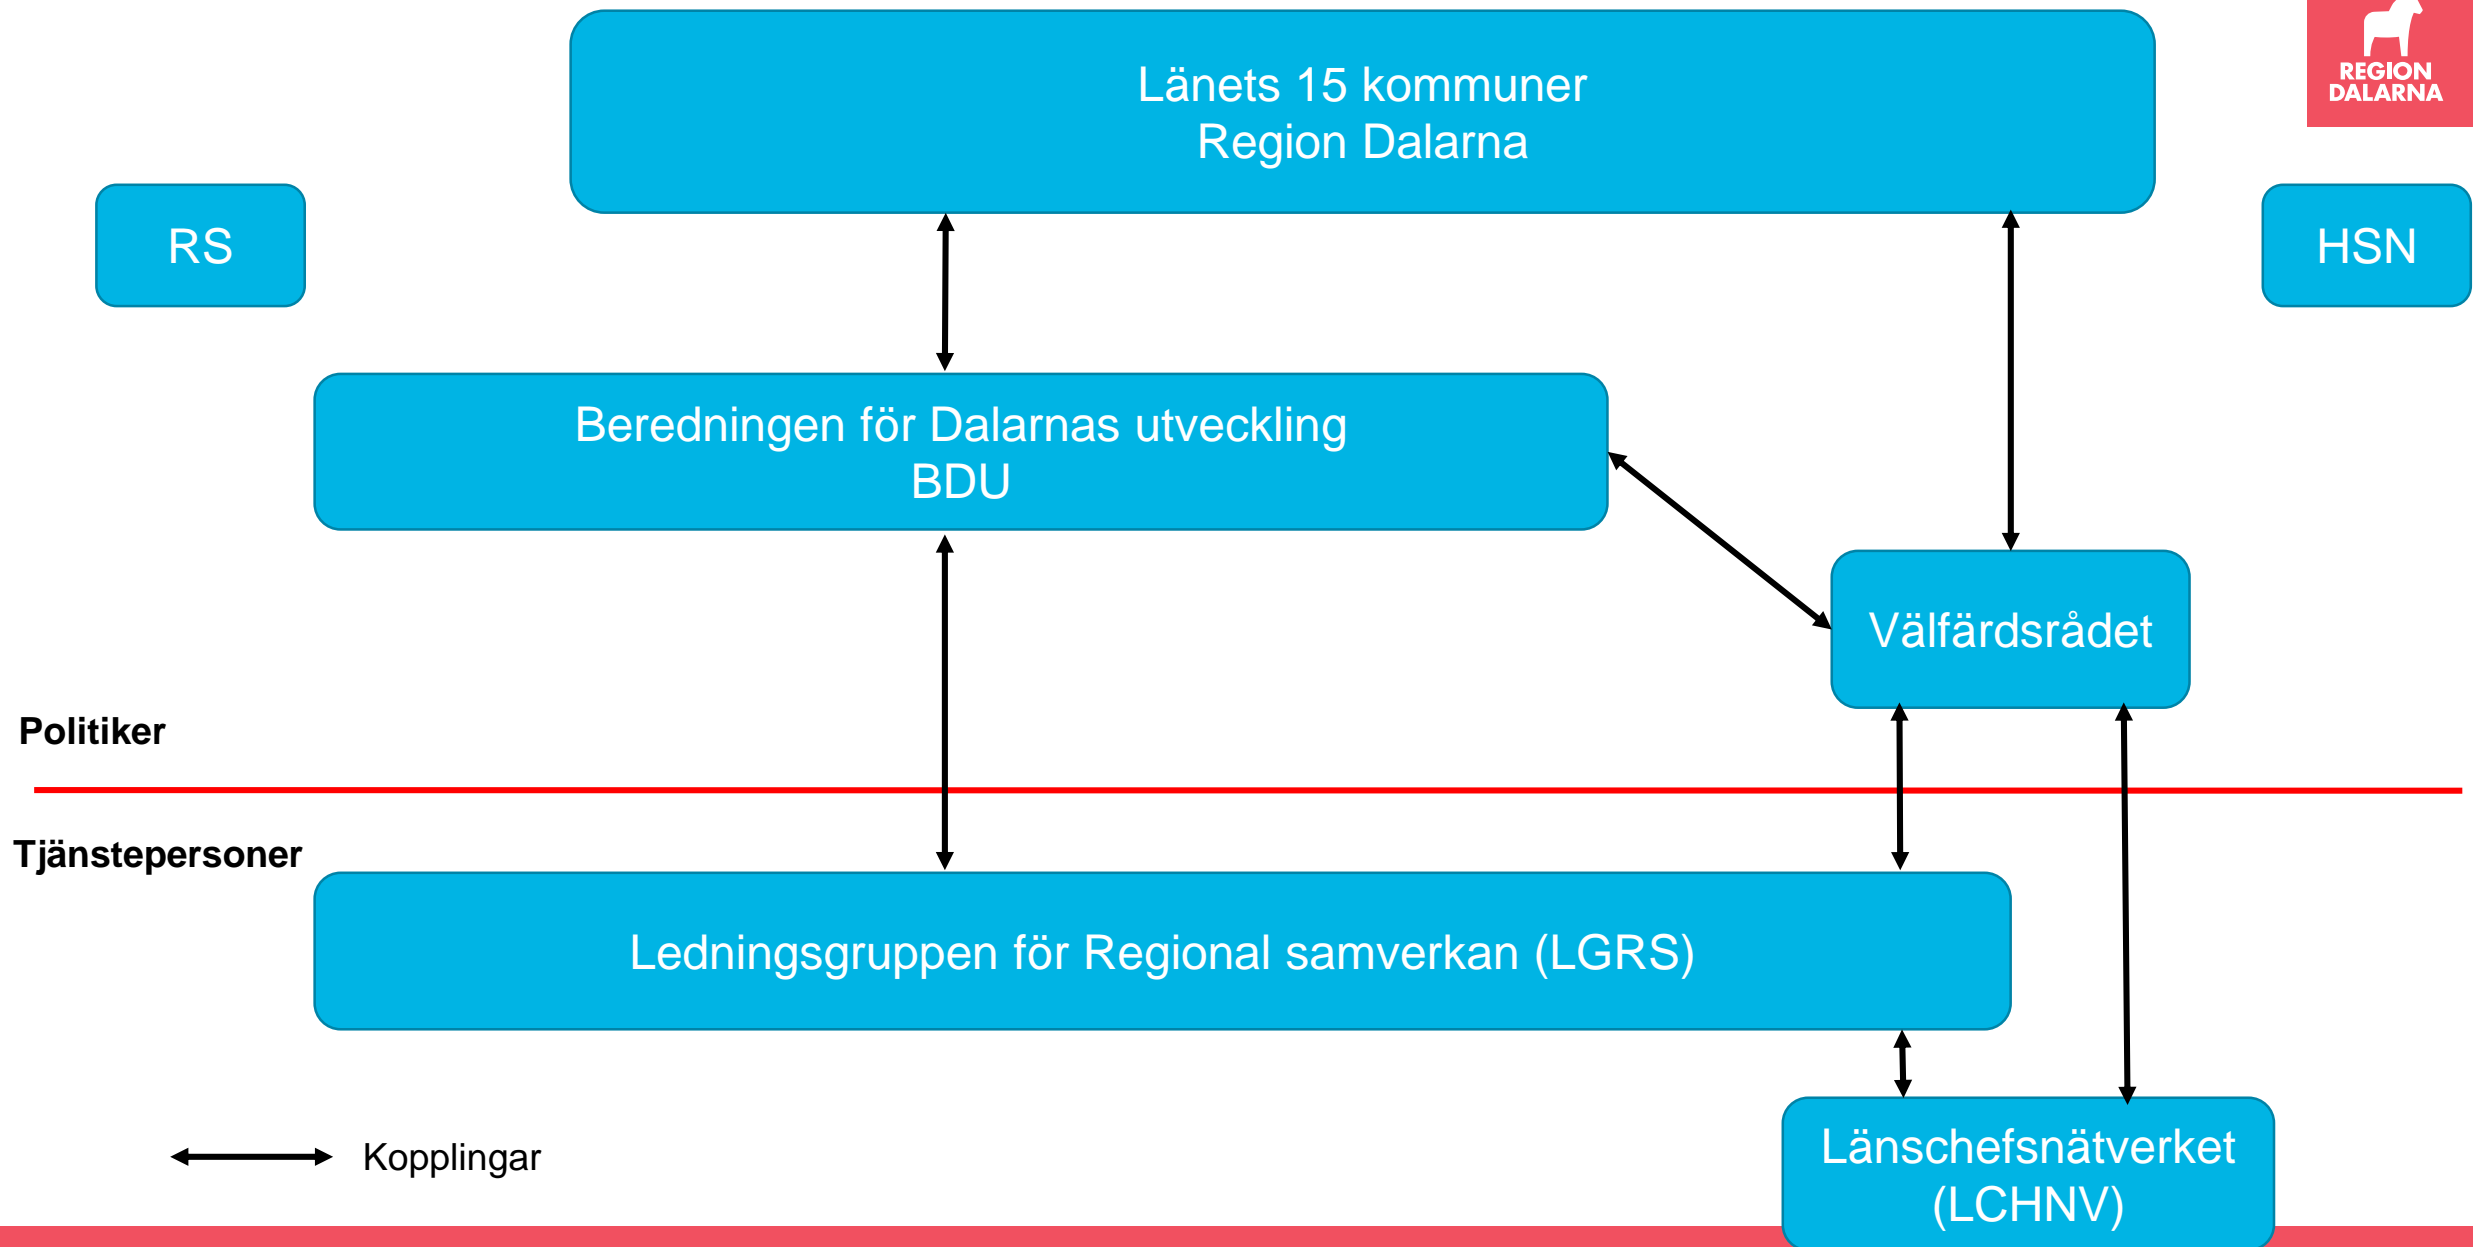 Länets 15 kommuner
Region Dalarna
REGION
DALARNA
RS
HSN
Beredningen för Dalarnas utveckling
BDU
Välfärdsrådet
Politiker
Tjänstepersoner
Ledningsgruppen för Regional samverkan (LGRS)
Kopplingar
Länschefsnätverket
(LCHNV)